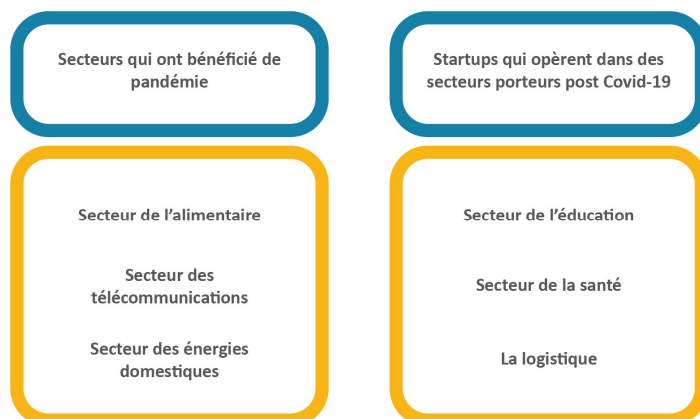 Secteurs qui ont bénéficié de
pandémie
Secteur de l'alimentaire
Secteur des
télécommunications
Secteur des énergies
domestiques
Startups qui opèrent dans des
secteurs porteurs post Covid-19
Secteur de l'éducation
Secteur de la santé
La logistique